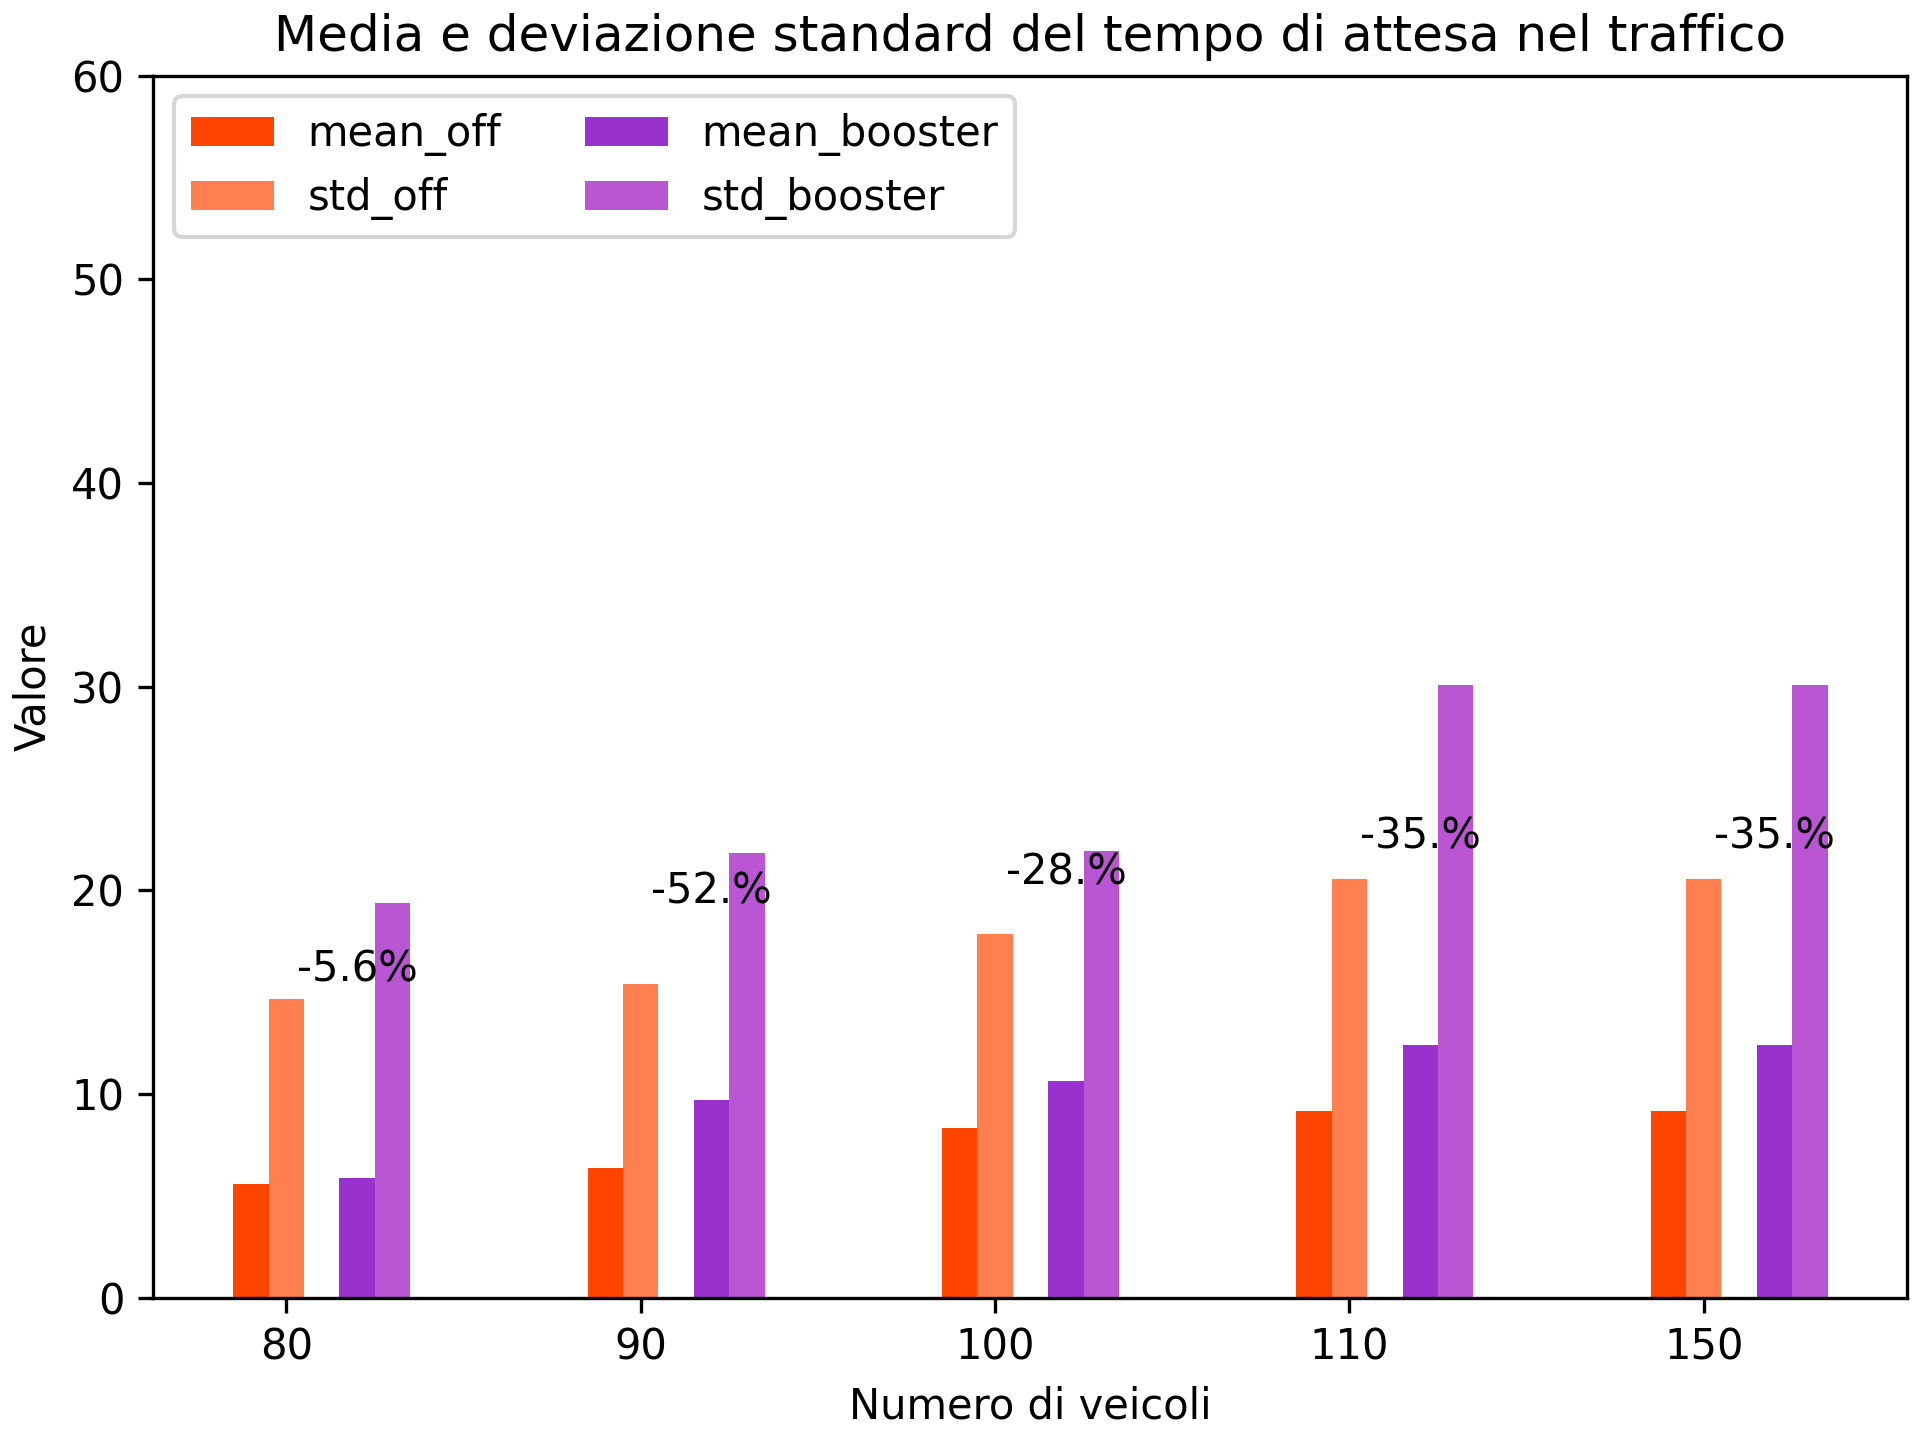 Media e deviazione standard del tempo di attesa nel traffico
60
50
40
30
20
10
0
Valore
mean_off
std_off
mean_booster
std_booster
-5.6%
-52.%
-28.%
-35.%
-35.%
80
90
100
110
150
Numero di veicoli